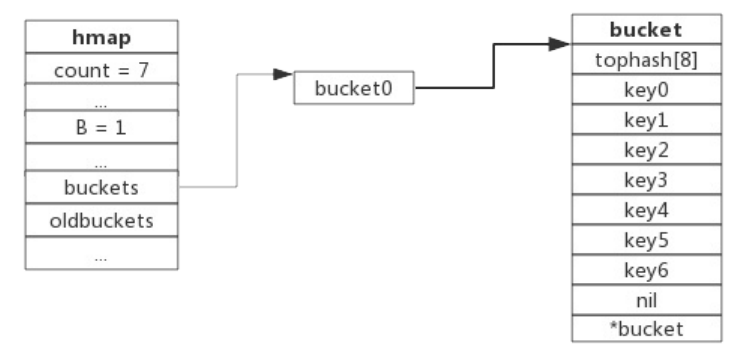 hmap
count = 7
...
B = 1
...
buckets
oldbuckets
...
bucket0
bucket
tophash[8]
key0
key1
key2
key3
key4
key5
key6
nil
*bucket